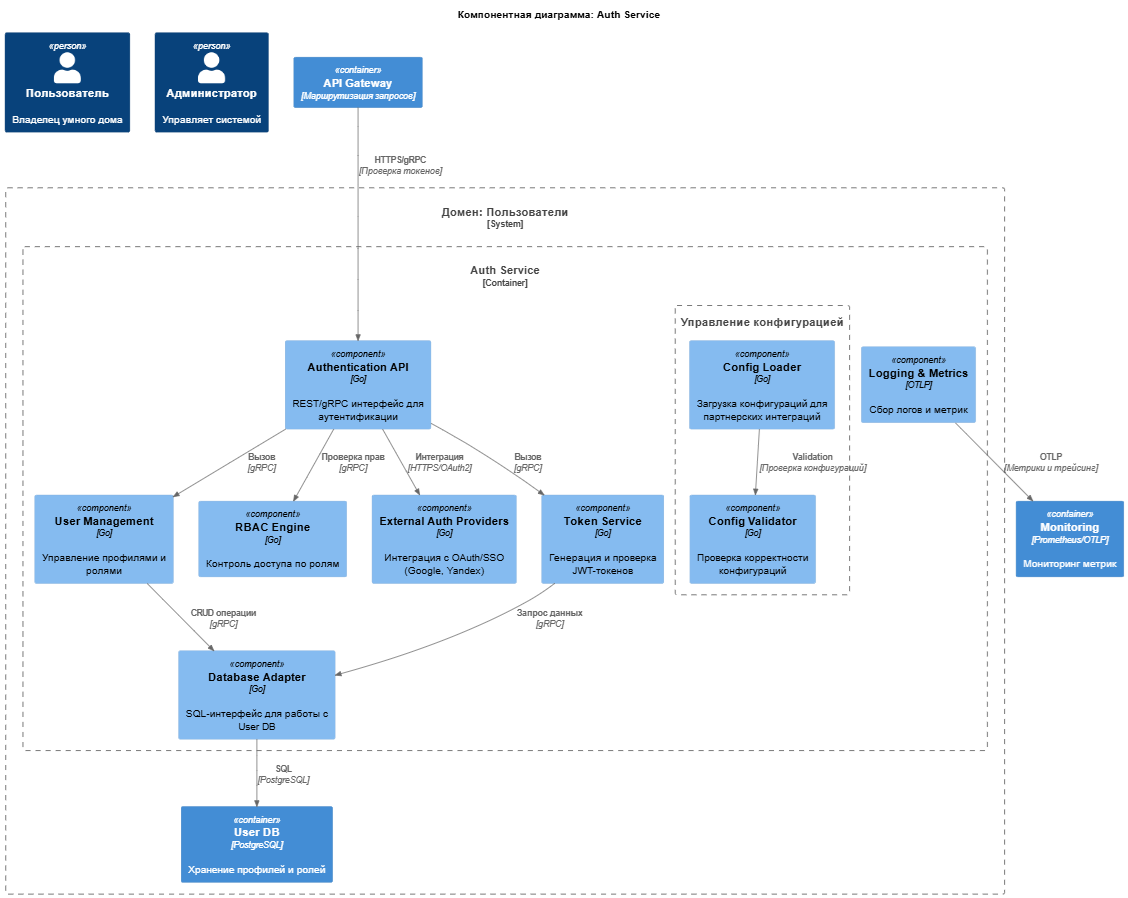 Компонентная диаграмма: Auth Service
«person»
Пользователь
Владелец умного дома
«person»
Администратор
Управляет системой
«container»
API Gateway
[Маршрутизация запросов]
HTTPS/gRPC
[Проверка токенов]
Домен: Пользователи
[System]
Auth Service
[Container]
«component»
Authentication API
[Go]
REST/gRPC интерфейс для
аутентификации
Управление конфигурацией
«component»
Config Loader
[Go]
Загрузка конфигураций для
партнерских интеграций
«component»
Logging & Metrics
[OTLP]
Сбор логов и метрик
Вызов
[gRPC]
Проверка прав
[gRPC]
Интеграция
[HTTPS/OAuth2]
Вызов
[gRPC]
Validation
[Проверка конфигураций]
OTLP
[Метрики и трейсинг]
«component»
User Management
[Go]
Управление профилями и
ролями
«component»
RBAC Engine
[Go]
Контроль доступа по ролям
«component»
External Auth Providers
[Go]
Интеграция с OAuth/SSO
(Google, Yandex)
«component»
Token Service
[Go]
Генерация и проверка
JWT-токенов
«component»
Config Validator
[Go]
Проверка корректности
конфигураций
«container»
Monitoring
[Prometheus/OTLP]
Мониторинг метрик
CRUD операции
[gRPC]
Запрос данных
[gRPC]
«component»
Database Adapter
[Go]
SQL-интерфейс для работы с
User DB
SQL
[PostgreSQL]
«container»
User DB
[PostgreSQL]
Хранение профилей и ролей